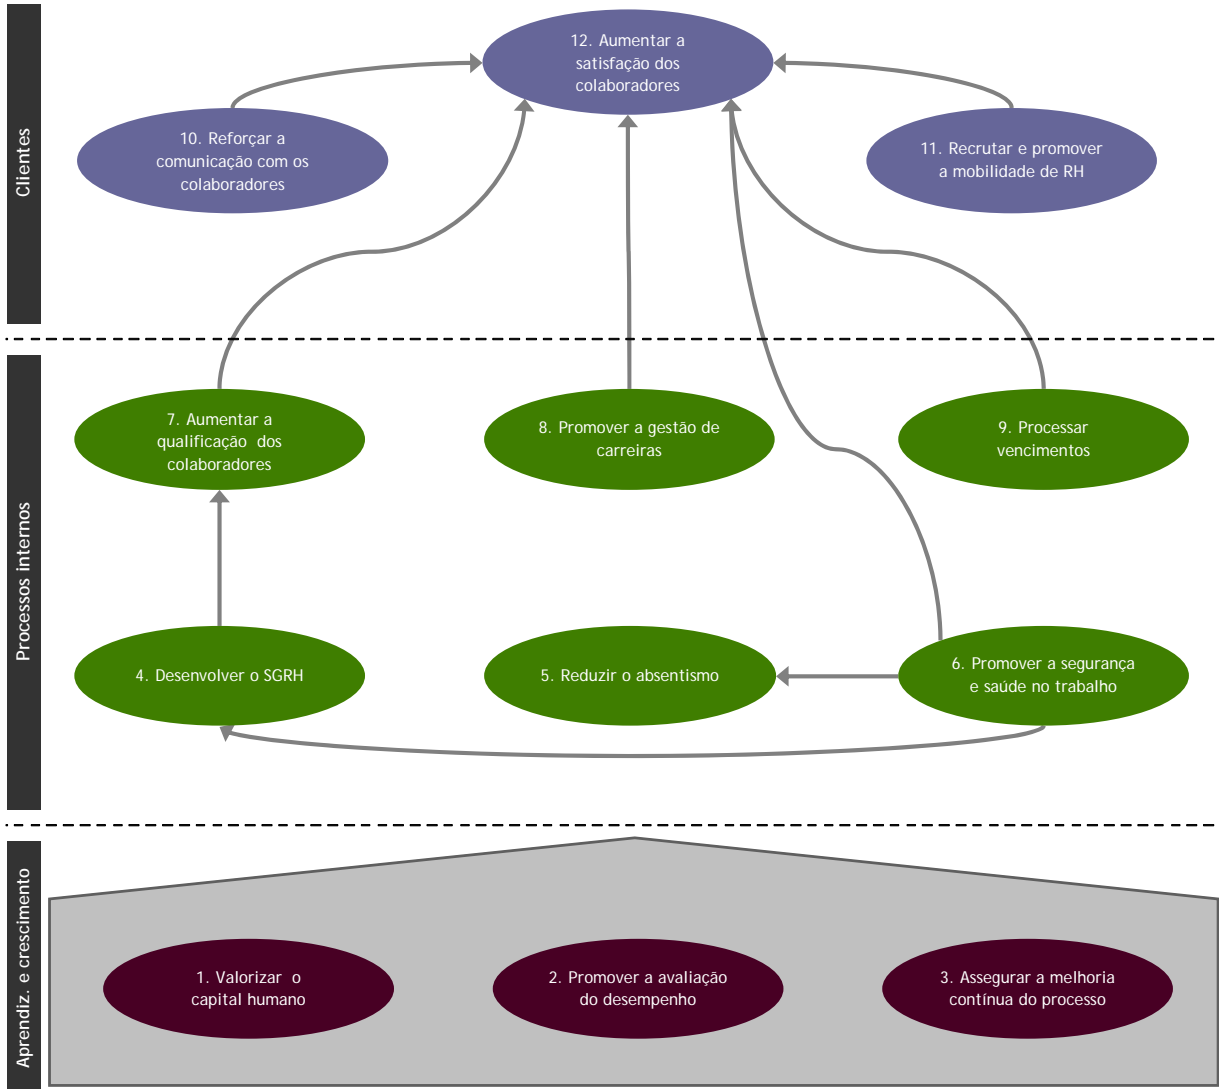 Clientes
12. Aumentar a
satisfação dos
colaboradores
10. Reforçar a
comunicação com os
colaboradores
11. Recrutar e promover
a mobilidade de RH
Processos internos
7. Aumentar a
qualificação dos
colaboradores
8. Promover a gestão de
carreiras
9. Processar
vencimentos
4. Desenvolver o SGRH
5. Reduzir o absentismo
6. Promover a segurança
e saúde no trabalho
Aprendiz. e crescimento
1. Valorizar o
capital humano
2. Promover a avaliação
do desempenho
3. Assegurar a melhoria
contínua do processo